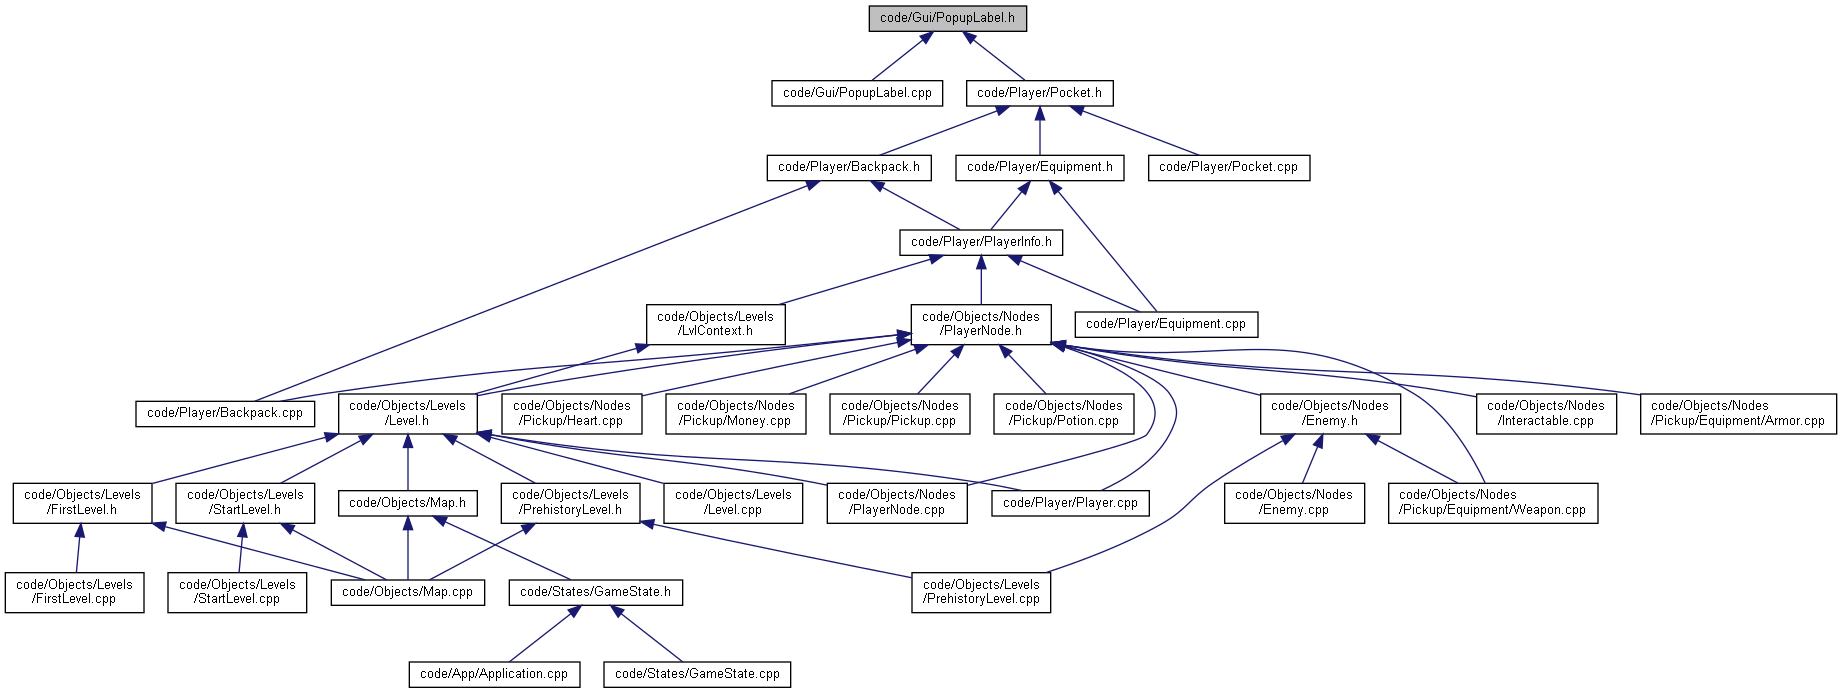 code/Gui/PopupLabel.h
code/Gui/PopupLabel.cpp
code/Player/Pocket.h
code/Player/Backpack.h
code/Player/Equipment.h
code/Player/Pocket.cpp
code/Player/PlayerInfo.h
code/Objects/Levels
/LvlContext.h
code/Objects/Nodes
/PlayerNode.h
code/Player/Equipment.cpp
code/Player/Backpack.cpp
code/Objects/Levels
/Level.h
code/Objects/Nodes
/Pickup/Heart.cpp
code/Objects/Nodes
/Pickup/Money.cpp
code/Objects/Nodes
/Pickup/Pickup.cpp
code/Objects/Nodes
/Pickup/Potion.cpp
code/Objects/Nodes
/Enemy.h
code/Objects/Nodes
/Interactable.cpp
code/Objects/Nodes
/Pickup/Equipment/Armor.cpp
code/Objects/Levels
/FirstLevel.h
code/Objects/Levels
/StartLevel.h
code/Objects/Map.h
code/Objects/Levels
/PrehistoryLevel.h
code/Objects/Levels
/Level.cpp
code/Objects/Nodes
/PlayerNode.cpp
code/Player/Player.cpp
code/Objects/Nodes
/Enemy.cpp
code/Objects/Nodes
/Pickup/Equipment/Weapon.cpp
code/Objects/Levels
/FirstLevel.cpp
code/Objects/Levels
/StartLevel.cpp
code/Objects/Map.cpp
code/States/GameState.h
code/Objects/Levels
/PrehistoryLevel.cpp
code/App/Application.cpp
code/States/GameState.cpp